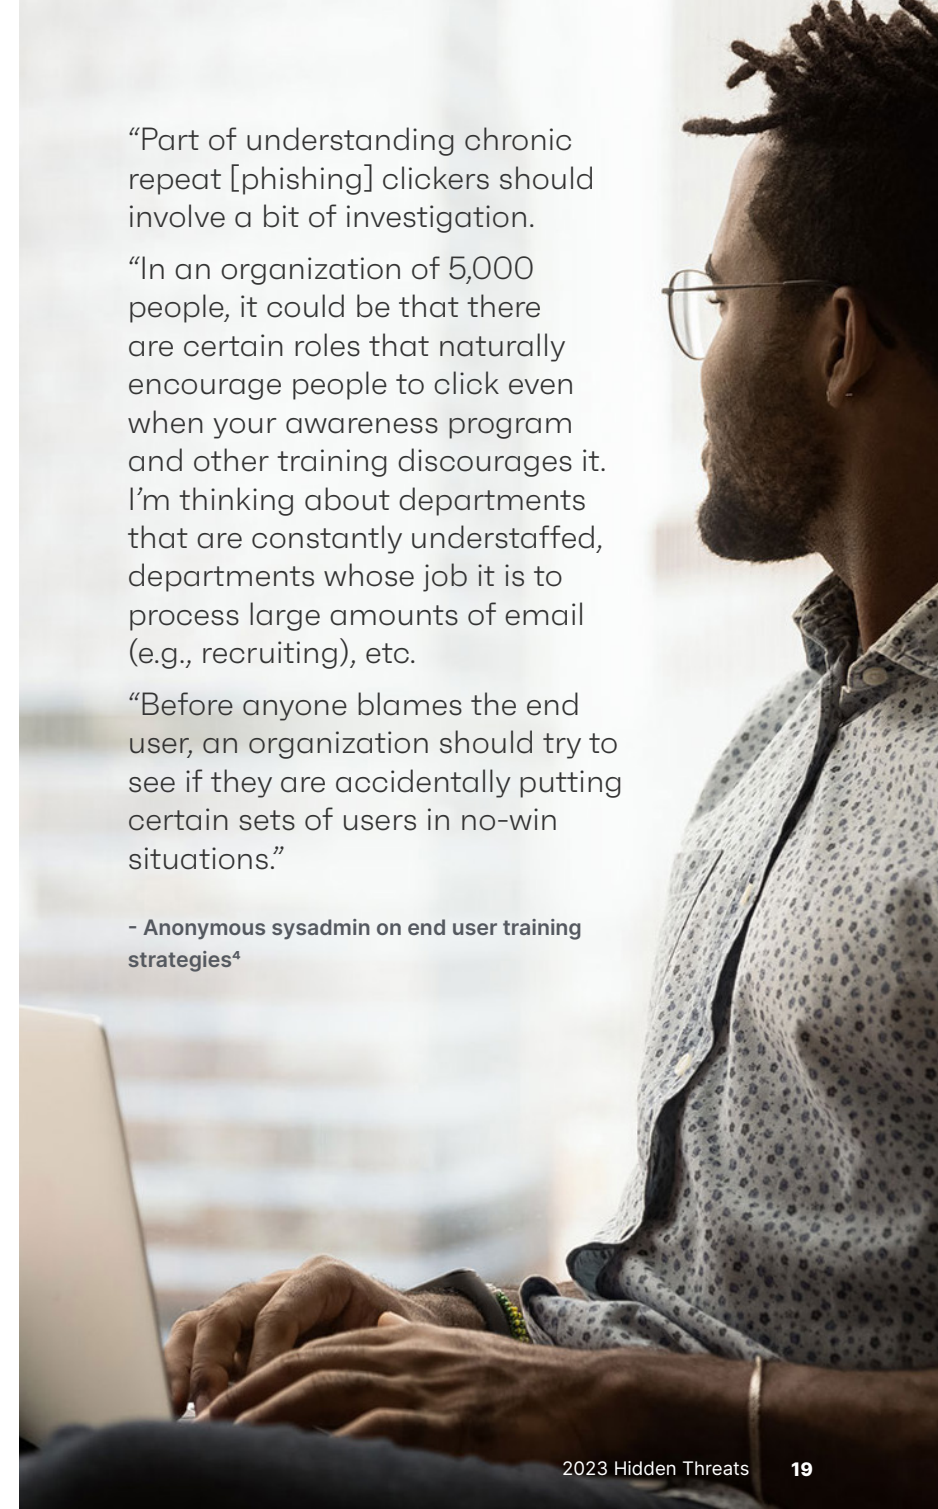 “Part of understanding chronic
repeat [phishing] clickers should
involve a bit of investigation.
“In an organization of 5,000
people, it could be that there
are certain roles that naturally
encourage people to click even
when your awareness program
and other training discourages it.
I’m thinking about departments
that are constantly understaffed,
departments whose job it is to
process large amounts of email
(e.g., recruiting), etc.
“Before anyone blames the end
user, an organization should try to
see if they are accidentally putting
certain sets of users in no-win
situations.”
- Anonymous sysadmin on end user training
strategies⁴
2023 Hidden Threats 19